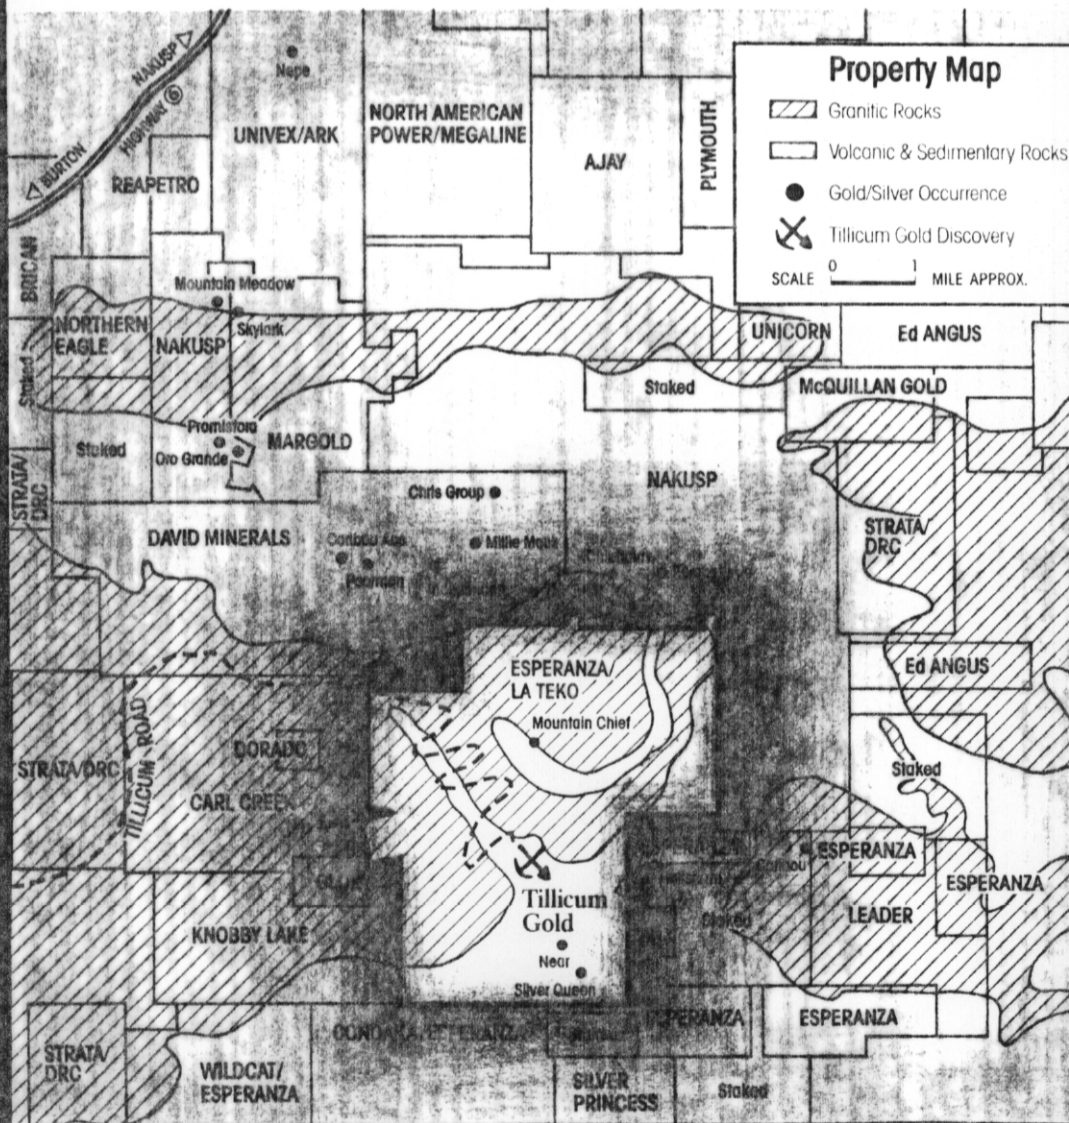 Property Map
Granitic Rocks
Volcanic & Sedimentary Rocks
Gold/Silver Occurrence
Tillicum Gold Discovery
SCALE 0 1 MILE APPROX.
NAKUSP
HIGHWAY 6
BURTON
UNIVEX/ARK
NORTH AMERICAN
POWER/MEGALINE
AJAY
PLYMOUTH
REAPETRO
BRICAN
Mountain Meadow
Skylark
NORTHERN
EAGLE
NAKUSP
UNICORN
Ed ANGUS
Staked
Staked
McQUILLAN GOLD
Staked
Oro Grande
MARGOLD
STRATA/
DRC
NAKUSP
Chris Group
DAVID MINERALS
Millie Mack
STRATA/
DRC
ESPERANZA/
LA TEKO
Mountain Chief
Ed ANGUS
TILLICUM ROAD
STRATA/DRC
DORADO
CARL CREEK
Staked
ESPERANZA
ESPERANZA
LEADER
Staked
Tillicum
Gold
Near
Silver Queen
KNOBBY LAKE
ESPERANZA
ESPERANZA
STRATA/
DRC
WILDCAT/
ESPERANZA
SILVER
PRINCESS
Staked